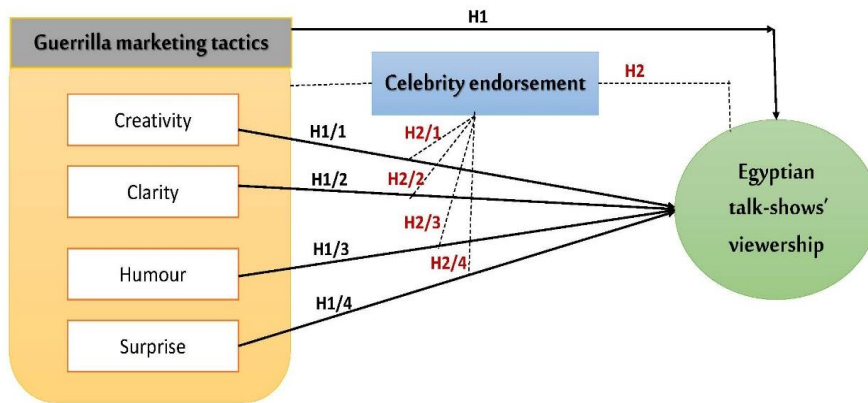 H1
Guerrilla marketing tactics
Celebrity endorsement
H2
Creativity
H1/1
H2/1
Clarity
H1/2
H2/2
Egyptian
talk-shows'
viewership
H2/3
Humour
H1/3
H2/4
H1/4
Surprise